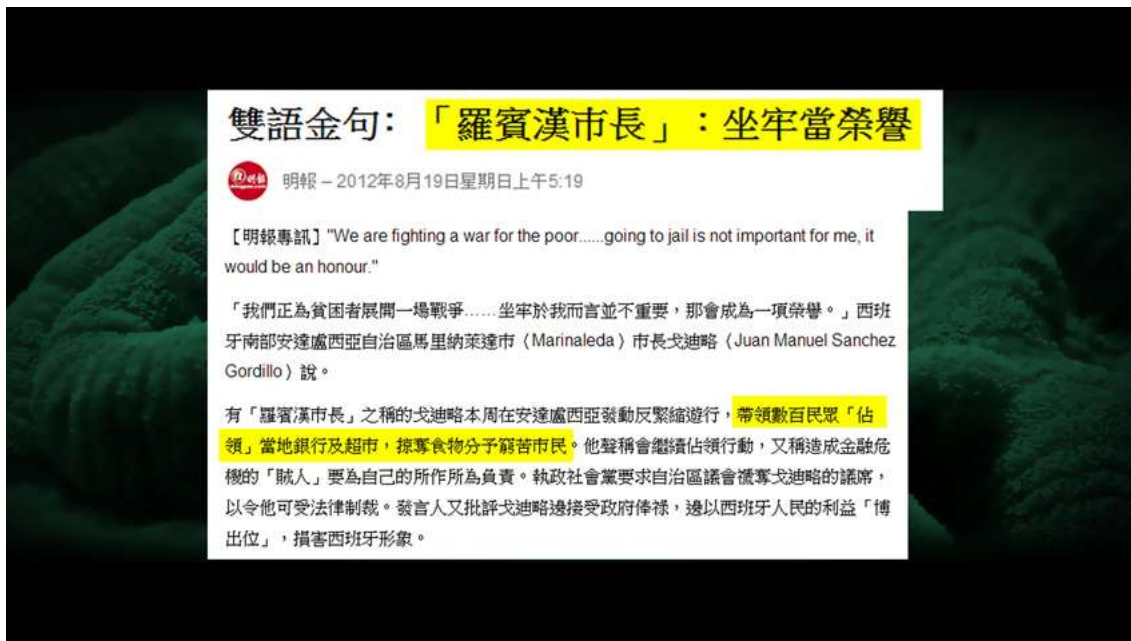 雙語金句：「羅賓漢市長」：坐牢當榮譽
明報 – 2012年8月19日星期日上午5:19
【明報專訊】"We are fighting a war for the poor......going to jail is not important for me, it
would be an honour."
「我們正為貧困者展開一場戰爭……坐牢於我而言並不重要，那會成為一項榮譽。」西班
牙南部安達盧西亞自治區馬里納萊達市（Marinaleda）市長戈迪略（Juan Manuel Sanchez
Gordillo）說。
有「羅賓漢市長」之稱的戈迪略本周在安達盧西亞發動反緊縮遊行，帶領數百民眾「佔
領」當地銀行及超市，掠奪食物分予窮苦市民。他聲稱會繼續佔領行動，又稱造成金融危
機的「賊人」要為自己的所作所為負責。執政社會黨要求自治區議會褫奪戈迪略的議席，
以令他可受法律制裁。發言人又批評戈迪略邊接受政府俸祿，邊以西班牙人民的利益「博
出位」，損害西班牙形象。